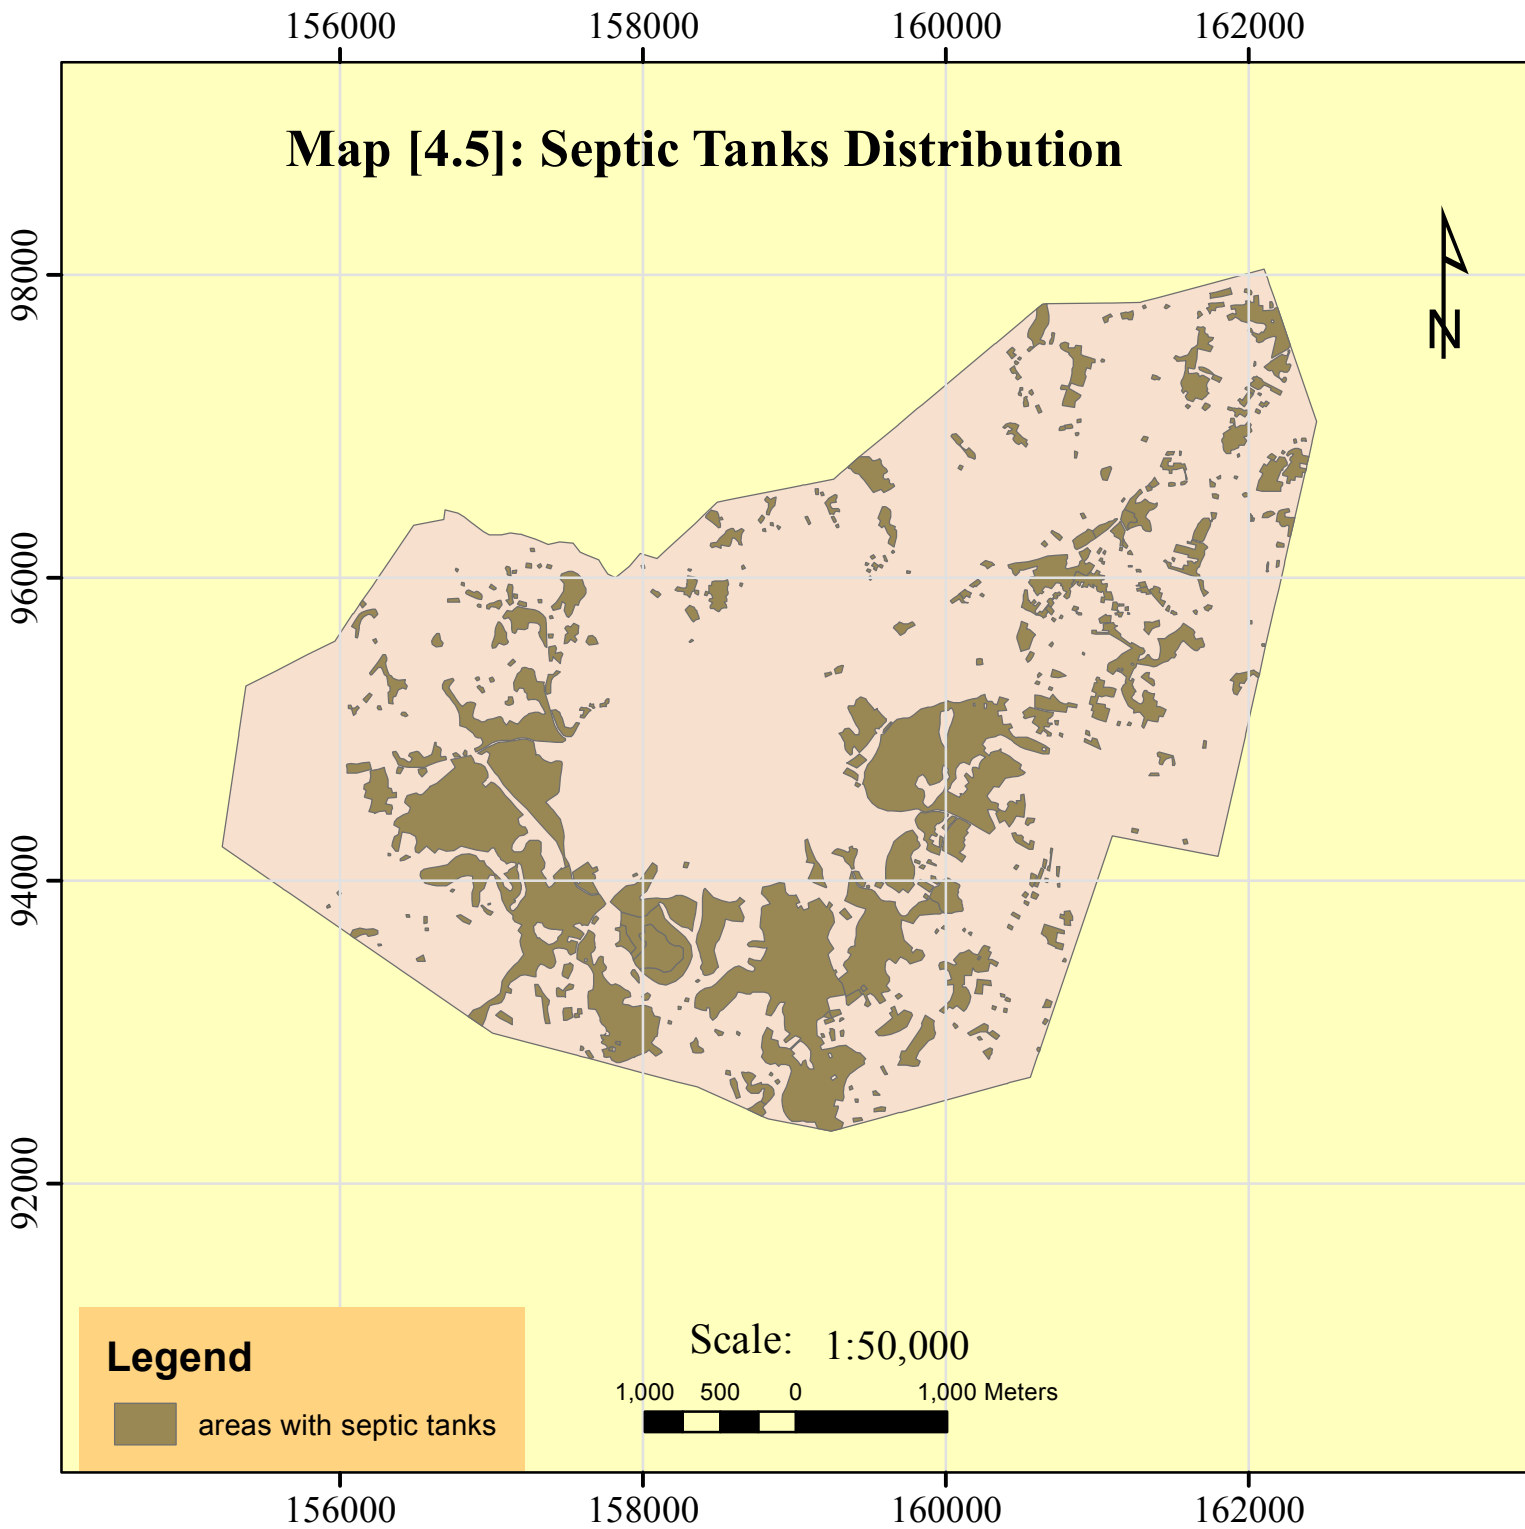 156000 158000 160000 162000
Map [4.5]: Septic Tanks Distribution
98000
N
96000
94000
92000
Legend
areas with septic tanks
Scale: 1:50,000
1,000 500 0 1,000 Meters
156000 158000 160000 162000